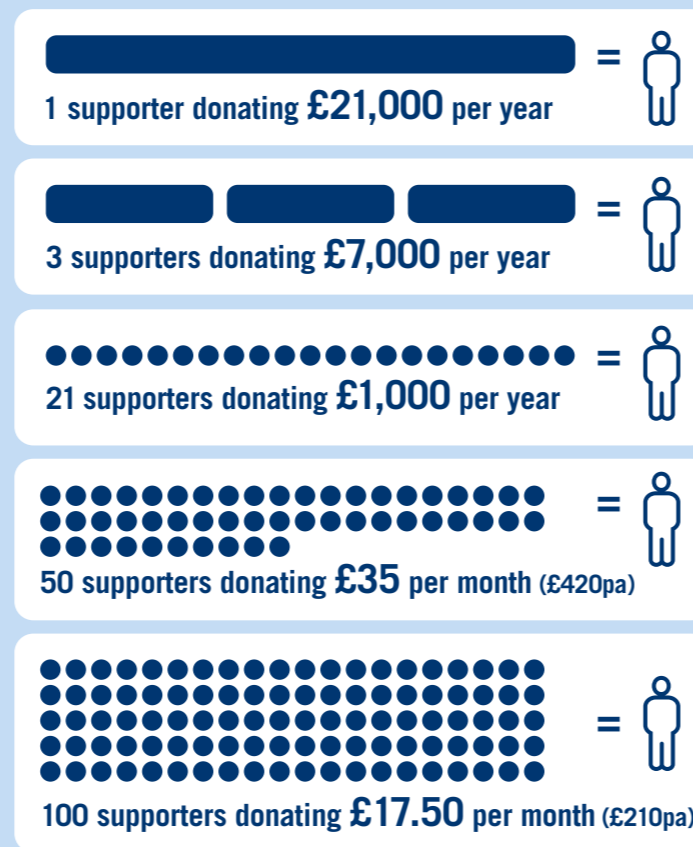 =
1 supporter donating £21,000 per year
=
3 supporters donating £7,000 per year
=
21 supporters donating £1,000 per year
=
50 supporters donating £35 per month (£420pa)
=
100 supporters donating £17.50 per month (£210pa)